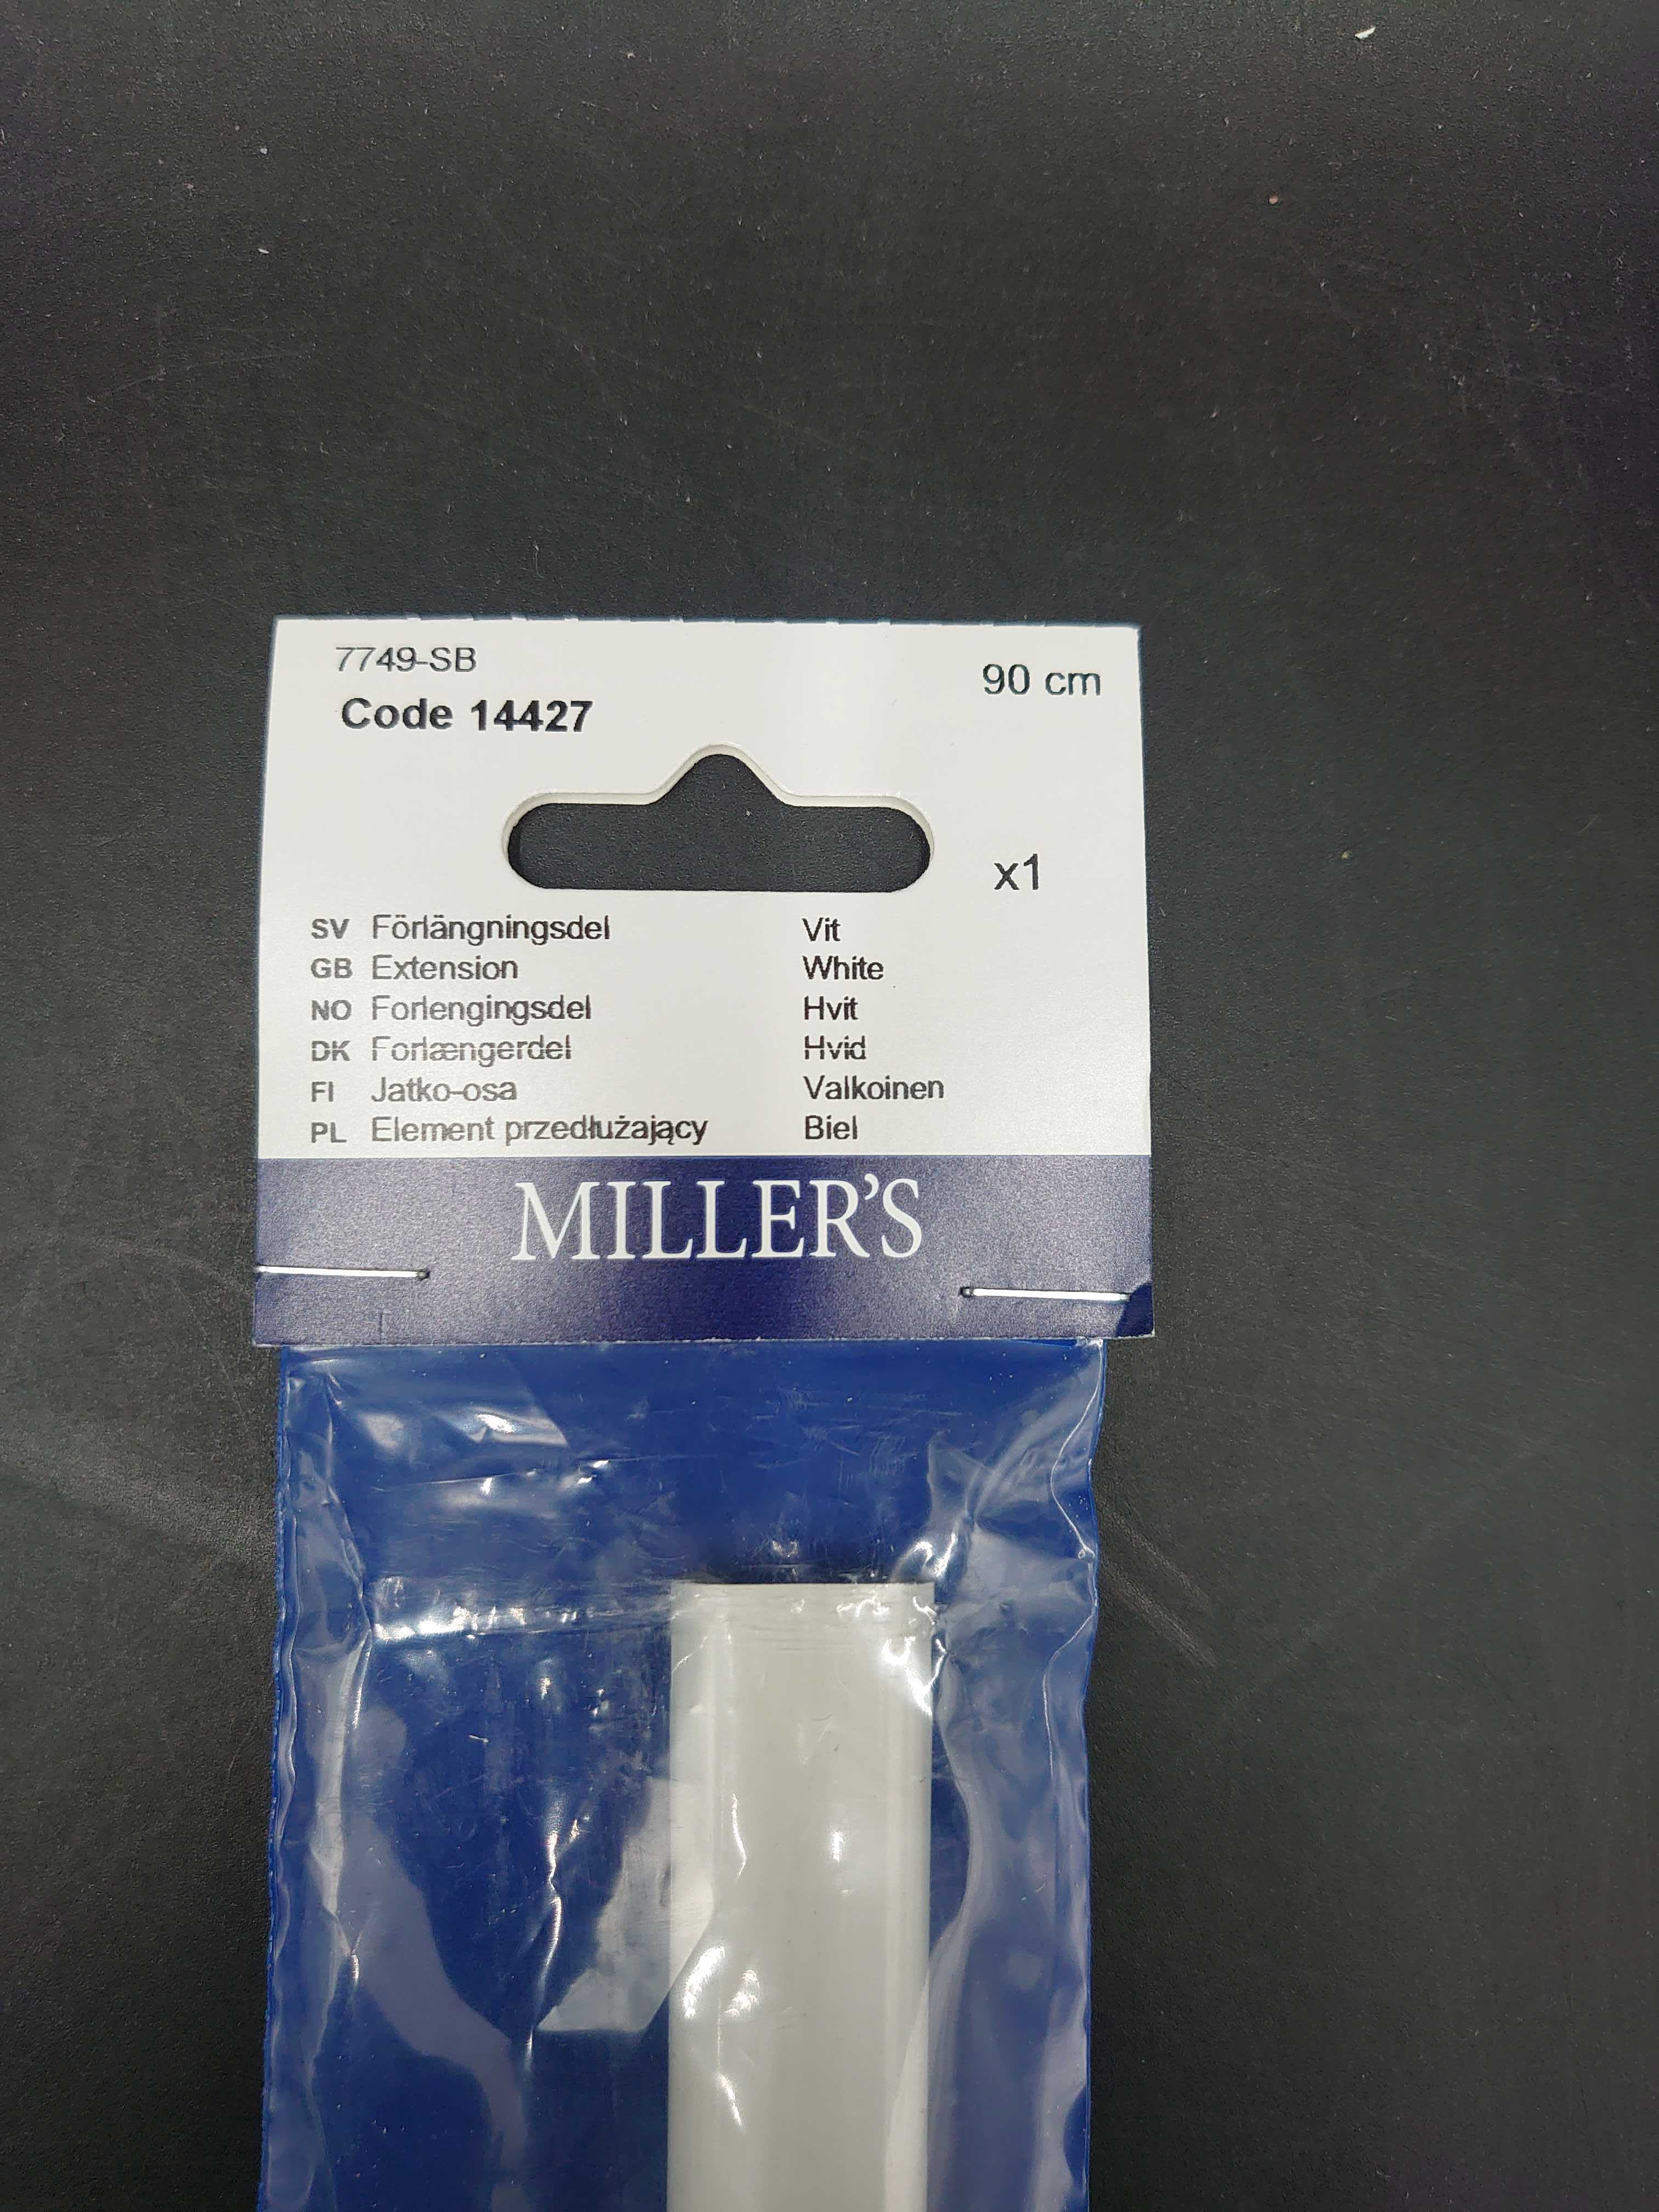 7749-SB
90 cm
Code 14427
x1
SV Förlängningsdel Vit
GB Extension White
NO Forlengingsdel Hvit
DK Forlængerdel Hvid
FI Jatko-osa Valkoinen
PL Element przedłużający Biel
MILLER'S